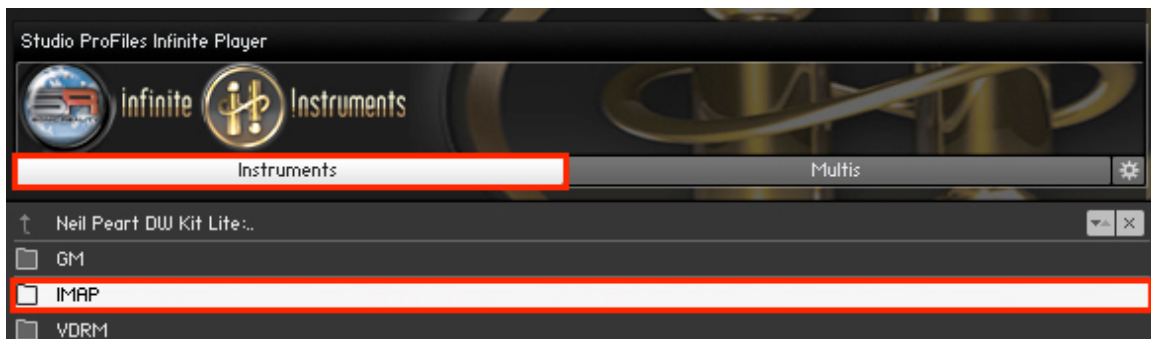 Studio ProFiles Infinite Player
infinite Instruments
Instruments Multis
Neil Peart DW Kit Lite:..
GM
IMAP
VDRM